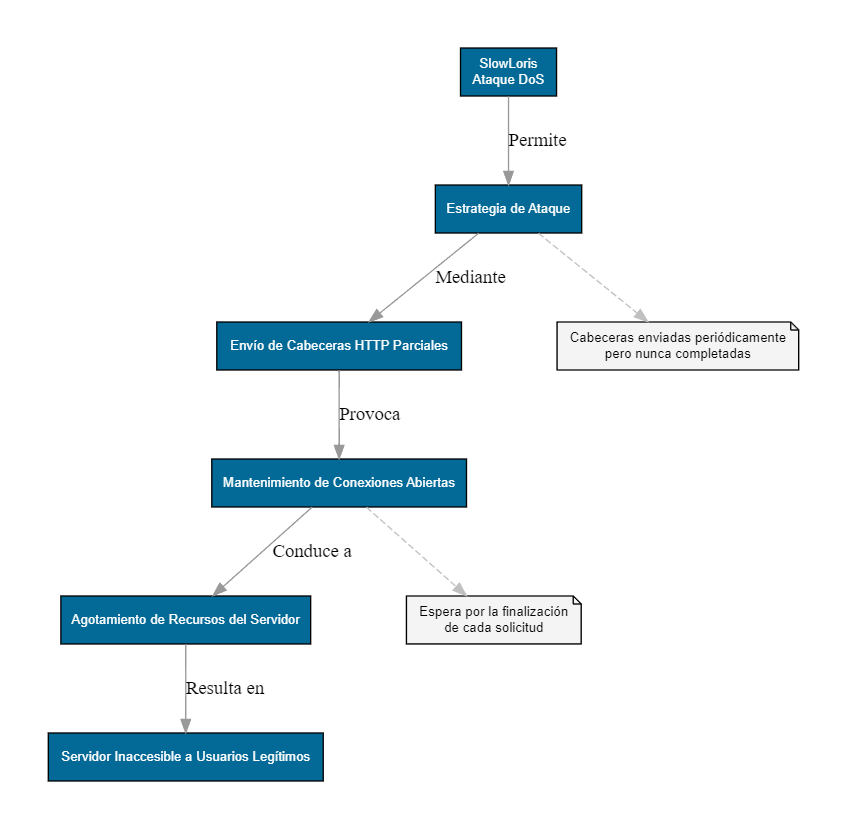 SlowLoris
Ataque DoS
Permite
Estrategia de Ataque
Mediante
Envío de Cabeceras HTTP Parciales
Cabeceras enviadas periódicamente
pero nunca completadas
Provoca
Mantenimiento de Conexiones Abiertas
Conduce a
Agotamiento de Recursos del Servidor
Espera por la finalización
de cada solicitud
Resulta en
Servidor Inaccesible a Usuarios Legítimos